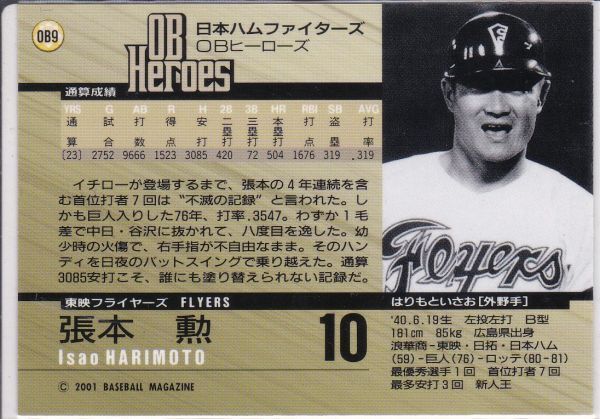 OB9
OB
Heroes
日本ハムファイターズ
OBヒーローズ
通算成績
YRS G AB R H 2B 3B HR RBI SB AVG
通算 試合 打数 得点 安打 二塁打 三塁打 本塁打 打点 盗塁 打率
[23] 2752 9666 1523 3085 420 72 504 1676 319 .319
イチローが登場するまで、張本の4年連続を含
む首位打者7回は“不滅の記録”と言われた。し
かも巨人入りした76年、打率.3547。わずか1毛
差で中日・谷沢に抜かれて、八度目を逸した。幼
少時の火傷で、右手指が不自由なまま。そのハン
ディを日夜のバットスイングで乗り越えた。通算
3085安打こそ、誰にも塗り替えられない記録だ。
東映フライヤーズ FLYERS
張本 勲
Isao HARIMOTO
10
© 2001 BASEBALL MAGAZINE
Flyers
はりもといさお[外野手]
'40.6.19生 左投左打 B型
181cm 85kg 広島県出身
浪華商−東映・日拓・日本ハム
(59)−巨人(76)−ロッテ(80-81)
最優秀選手1回 首位打者7回
最多安打3回 新人王